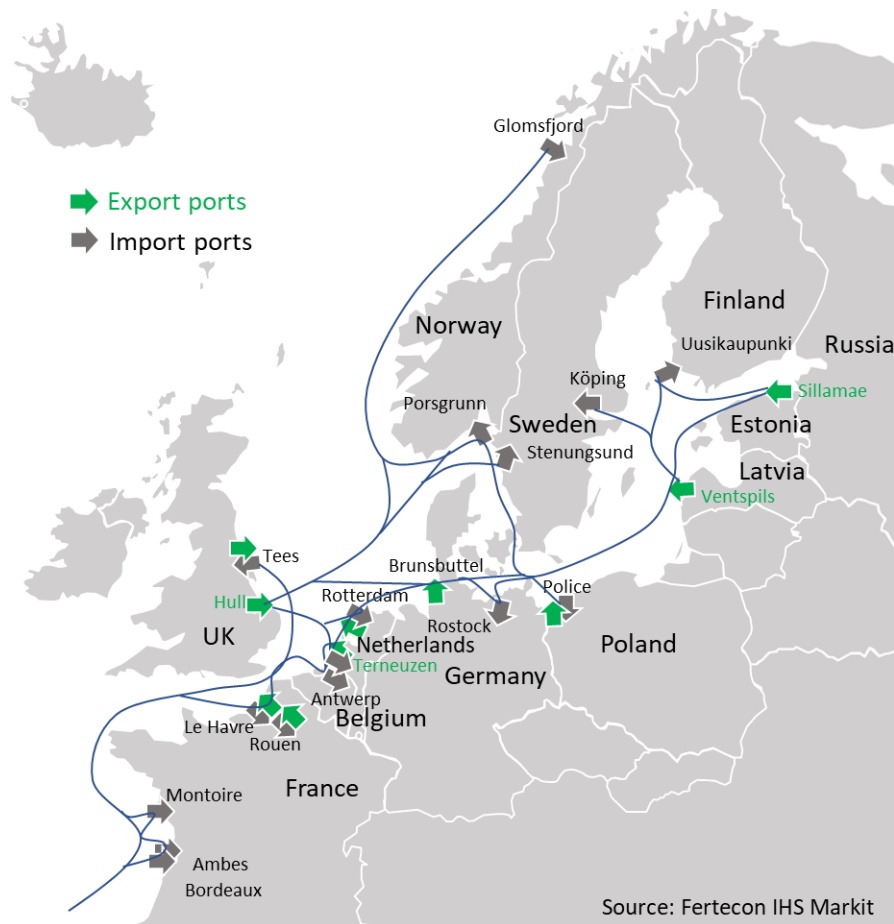 Glomsfjord
Export ports
Import ports
Finland
Norway
Uusikaupunki
Russia
Köping
Sillamae
Porsgrunn
Sweden
Estonia
Stenungsund
Latvia
Ventspils
Tees
Brunsbuttel
Police
Rotterdam
Hull
Rostock
UK
Netherlands
Poland
Terneuzen
Germany
Antwerp
Belgium
Le Havre
Rouen
France
Montoire
Ambes
Bordeaux
Source: Fertecon IHS Markit